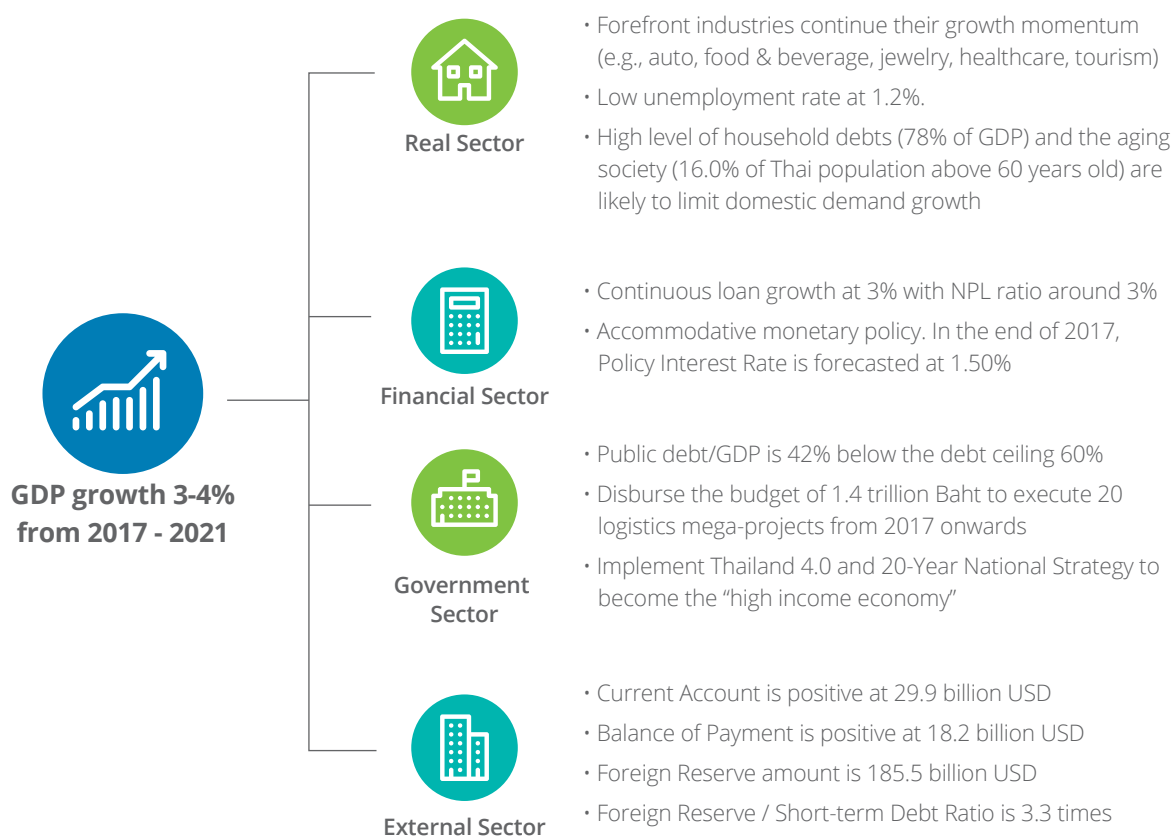 GDP growth 3-4%
from 2017 - 2021
Real Sector
• Forefront industries continue their growth momentum
(e.g., auto, food & beverage, jewelry, healthcare, tourism)
• Low unemployment rate at 1.2%.
• High level of household debts (78% of GDP) and the aging
society (16.0% of Thai population above 60 years old) are
likely to limit domestic demand growth
Financial Sector
• Continuous loan growth at 3% with NPL ratio around 3%
• Accommodative monetary policy. In the end of 2017,
Policy Interest Rate is forecasted at 1.50%
Government
Sector
• Public debt/GDP is 42% below the debt ceiling 60%
• Disburse the budget of 1.4 trillion Baht to execute 20
logistics mega-projects from 2017 onwards
• Implement Thailand 4.0 and 20-Year National Strategy to
become the “high income economy”
External Sector
• Current Account is positive at 29.9 billion USD
• Balance of Payment is positive at 18.2 billion USD
• Foreign Reserve amount is 185.5 billion USD
• Foreign Reserve / Short-term Debt Ratio is 3.3 times